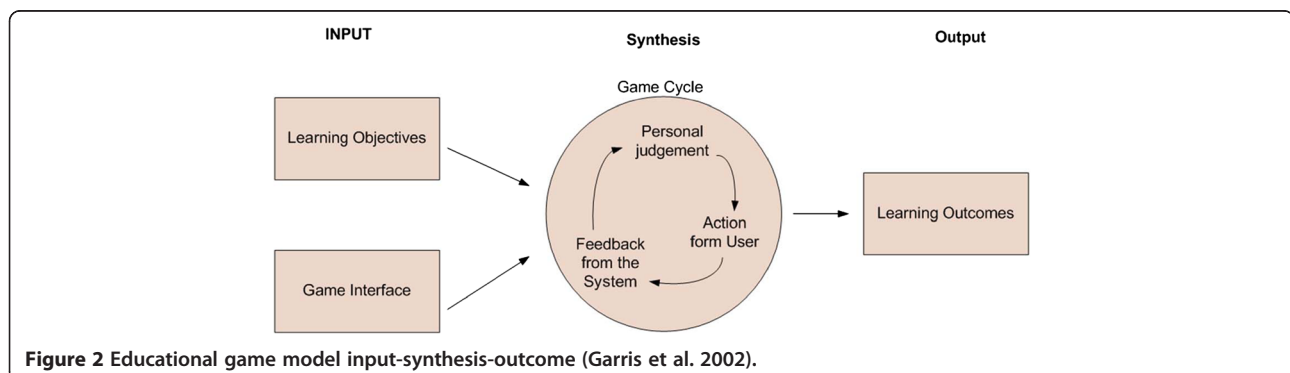 INPUT
Synthesis
Output
Game Cycle
Learning Objectives
Game Interface
Personal
judgement
Action
form User
Feedback
from the
System
Learning Outcomes
Figure 2 Educational game model input-synthesis-outcome (Garris et al. 2002).